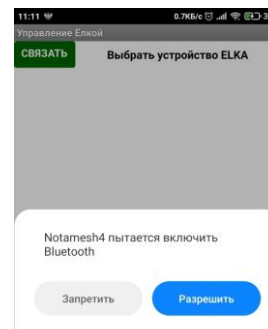 11:11
0.7КБ/с
Управление Елкой
СВЯЗАТЬ
Выбрать устройство ELKA
Notamesh4 пытается включить
Bluetooth
Запретить
Разрешить